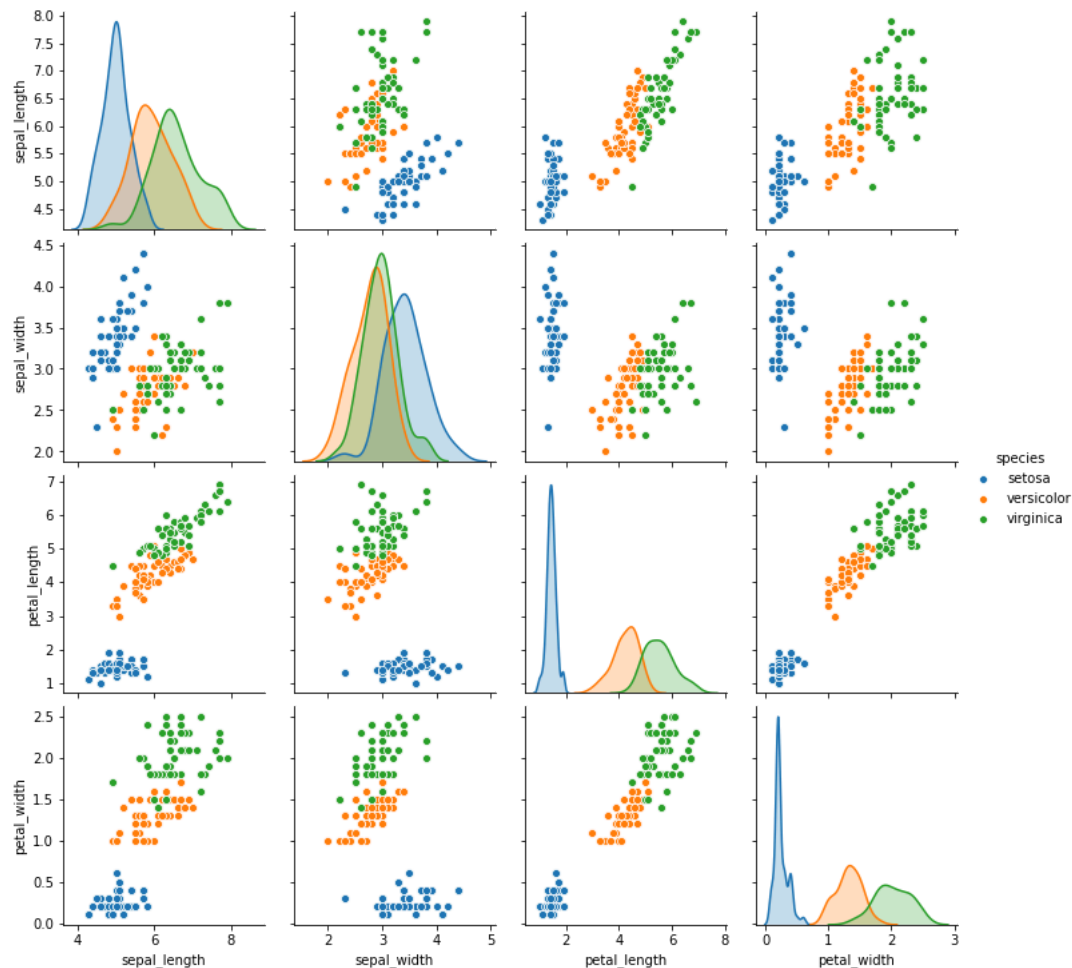 8.0
7.5
7.0
6.5
6.0
5.5
5.0
4.5
sepal_length
4.5
4.0
3.5
3.0
2.5
2.0
sepal_width
species
setosa
versicolor
virginica
7
6
5
4
3
2
1
petal_length
2.5
2.0
1.5
1.0
0.5
0.0
petal_width
4 6 8
2 3 4 5
2 4 6 8
0 1 2 3
sepal_length
sepal_width
petal_length
petal_width